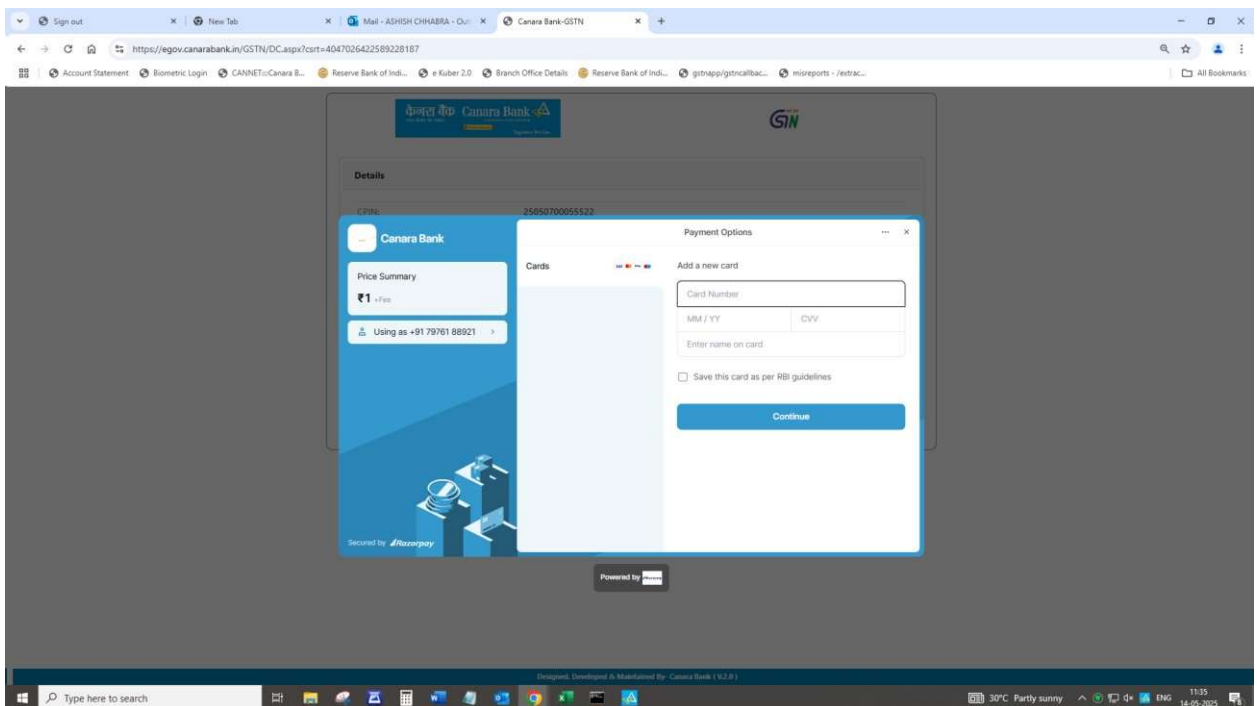 Sign out
New Tab
Mail - ASHISH CHHABRA - Out
Canara Bank-GSTN
https://egov.canarabank.in/GSTN/DC.aspx?csrt=4047026422589228187
Account Statement
Biometric Login
CANNET::Canara B...
Reserve Bank of Indi...
e Kuber 2.0
Branch Office Details
Reserve Bank of Indi...
gstnapp/gstncallbac...
misreports - /extrac...
All Bookmarks
केनरा बैंक Canara Bank
Details
CPIN: 25050700055522
Canara Bank
Price Summary
₹1 +Fee
Using as +91 79761 88921
Secured by Razorpay
Payment Options
Cards
Add a new card
Card Number
MM / YY
CVV
Enter name on card
Save this card as per RBI guidelines
Continue
Powered by
Designed, Developed & Maintained By- Canara Bank ( V.2.0 )
Type here to search
30°C Partly sunny
ENG
11:35
14-05-2025